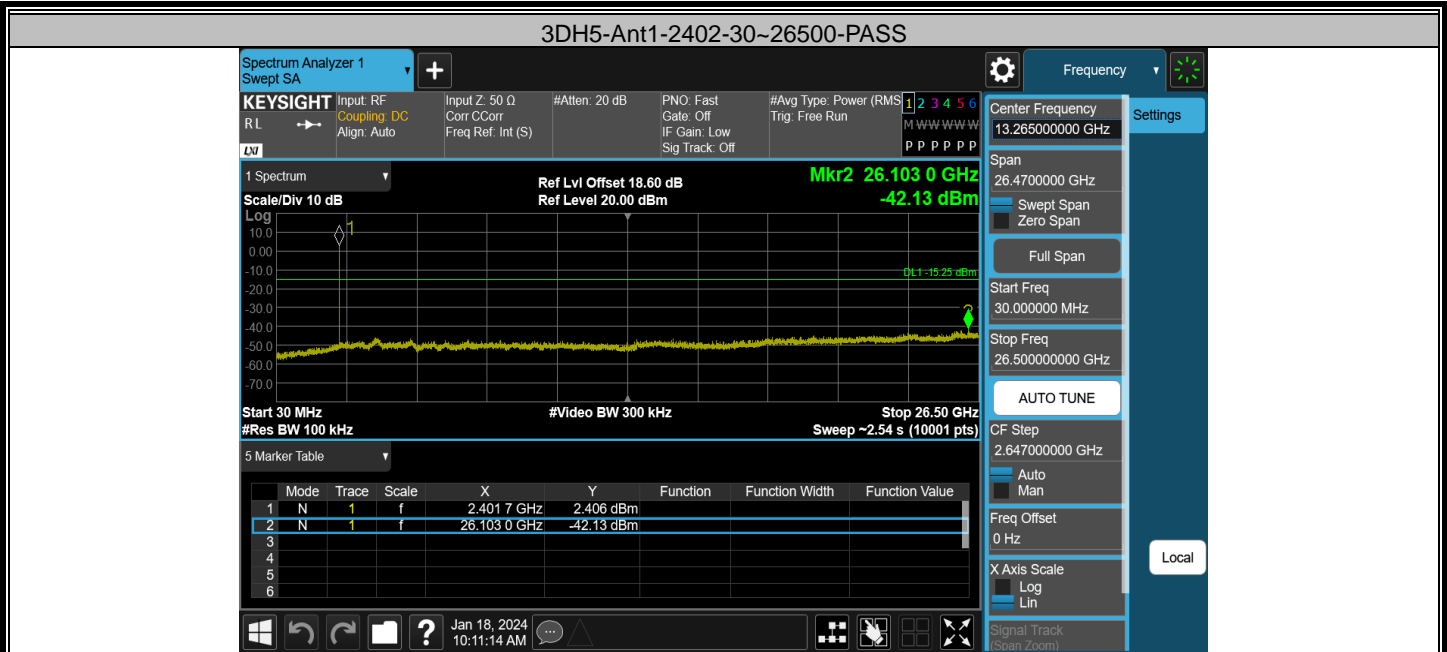 3DH5-Ant1-2402-30~26500-PASS
Spectrum Analyzer 1
Swept SA
+
Frequency
KEYSIGHT
RL
LXI
Input: RF
Coupling: DC
Align: Auto
Input Z: 50 Ω
Corr CCorr
Freq Ref: Int (S)
#Atten: 20 dB
PNO: Fast
Gate: Off
IF Gain: Low
Sig Track: Off
#Avg Type: Power (RMS
Trig: Free Run
1 2 3 4 5 6
M W W W W W
P P P P P P
Center Frequency
13.265000000 GHz
Settings
1 Spectrum
Scale/Div 10 dB
Ref Lvl Offset 18.60 dB
Ref Level 20.00 dBm
Mkr2 26.103 0 GHz
-42.13 dBm
Log
10.0
0.00
-10.0
-20.0
-30.0
-40.0
-50.0
-60.0
-70.0
1
DL1 -15.25 dBm
2
Start 30 MHz
#Res BW 100 kHz
#Video BW 300 kHz
Stop 26.50 GHz
Sweep ~2.54 s (10001 pts)
Span
26.4700000 GHz
Swept Span
Zero Span
Full Span
Start Freq
30.000000 MHz
Stop Freq
26.500000000 GHz
AUTO TUNE
CF Step
2.647000000 GHz
Auto
Man
Freq Offset
0 Hz
X Axis Scale
Log
Lin
Signal Track
(Span Zoom)
Local
5 Marker Table
Mode Trace Scale X Y Function Function Width Function Value
1 N 1 f 2.401 7 GHz 2.406 dBm
2 N 1 f 26.103 0 GHz -42.13 dBm
3
4
5
6
?
Jan 18, 2024
10:11:14 AM